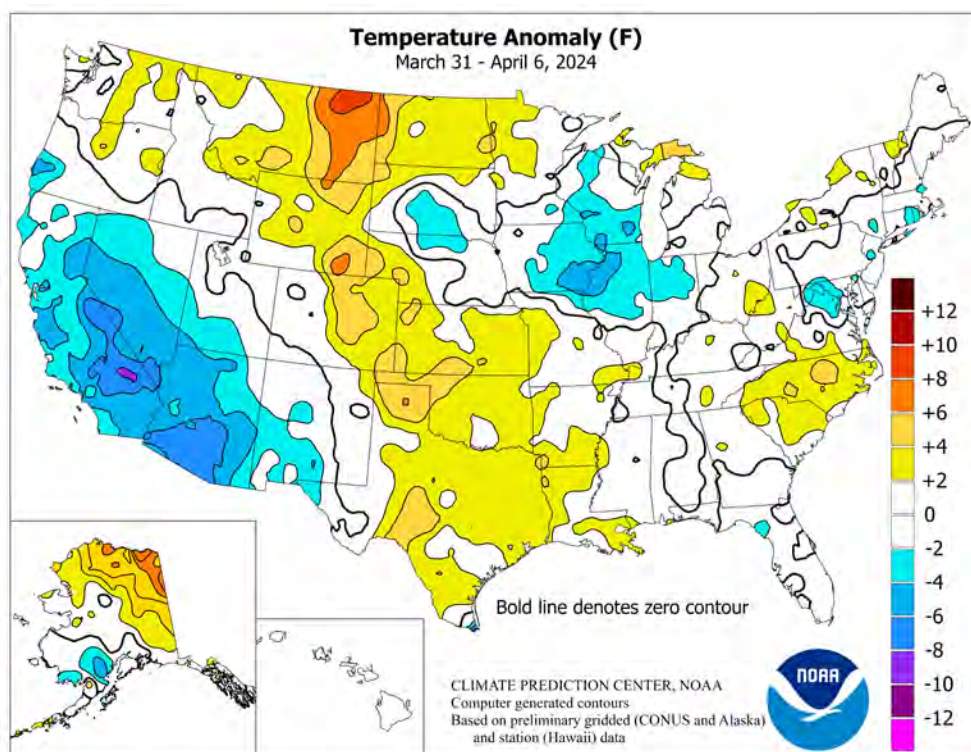 Temperature Anomaly (F)
March 31 - April 6, 2024
+12
+10
+8
+6
+4
+2
0
-2
-4
-6
-8
-10
-12
Bold line denotes zero contour
CLIMATE PREDICTION CENTER, NOAA
Computer generated contours
Based on preliminary gridded (CONUS and Alaska)
and station (Hawaii) data
NOAA